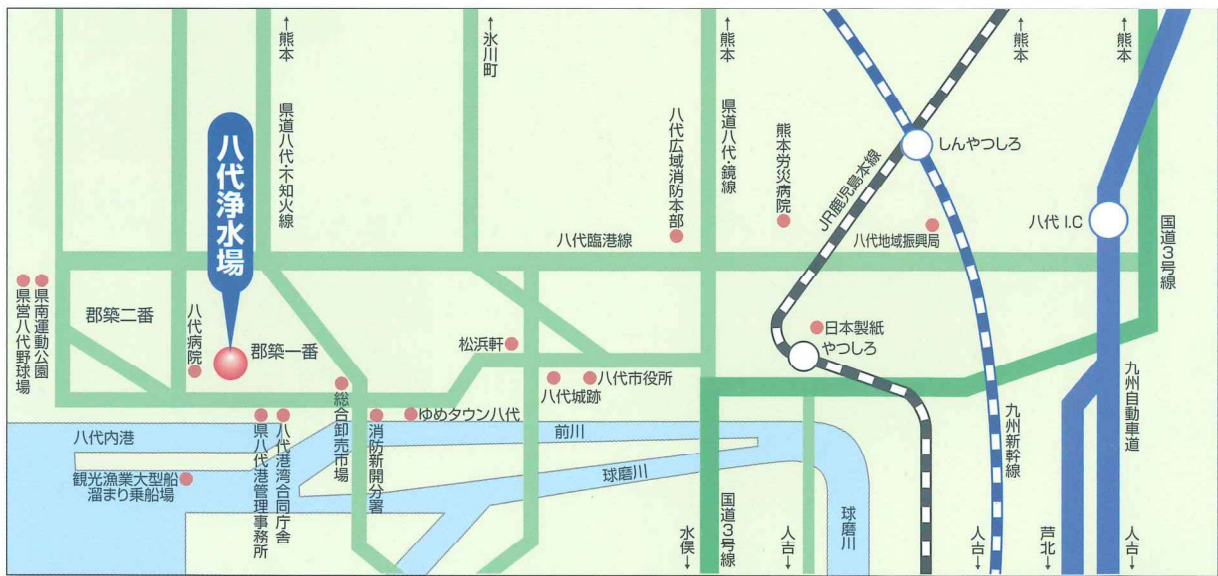 ↑熊本
↑氷川町
↑熊本
↑熊本
↑熊本
県道八代・不知火線
八代浄水場
八代広域消防本部
県道八代・鏡線
熊本労災病院
JR鹿児島本線
しんやつしろ
八代I.C
国道3号線
八代臨港線
八代地域振興局
県営八代野球場
県南運動公園
郡築二番
八代病院
郡築一番
松浜軒
日本製紙
やつしろ
八代城跡
八代市役所
総合卸売市場
ゆめタウン八代
九州自動車道
九州新幹線
八代内港
県八代港管理事務所
八代港湾合同庁舎
消防新開分署
前川
球磨川
観光漁業大型船
溜まり乗船場
国道3号線
水俣→
人吉→
球磨川
人吉→
芦北→
人吉→